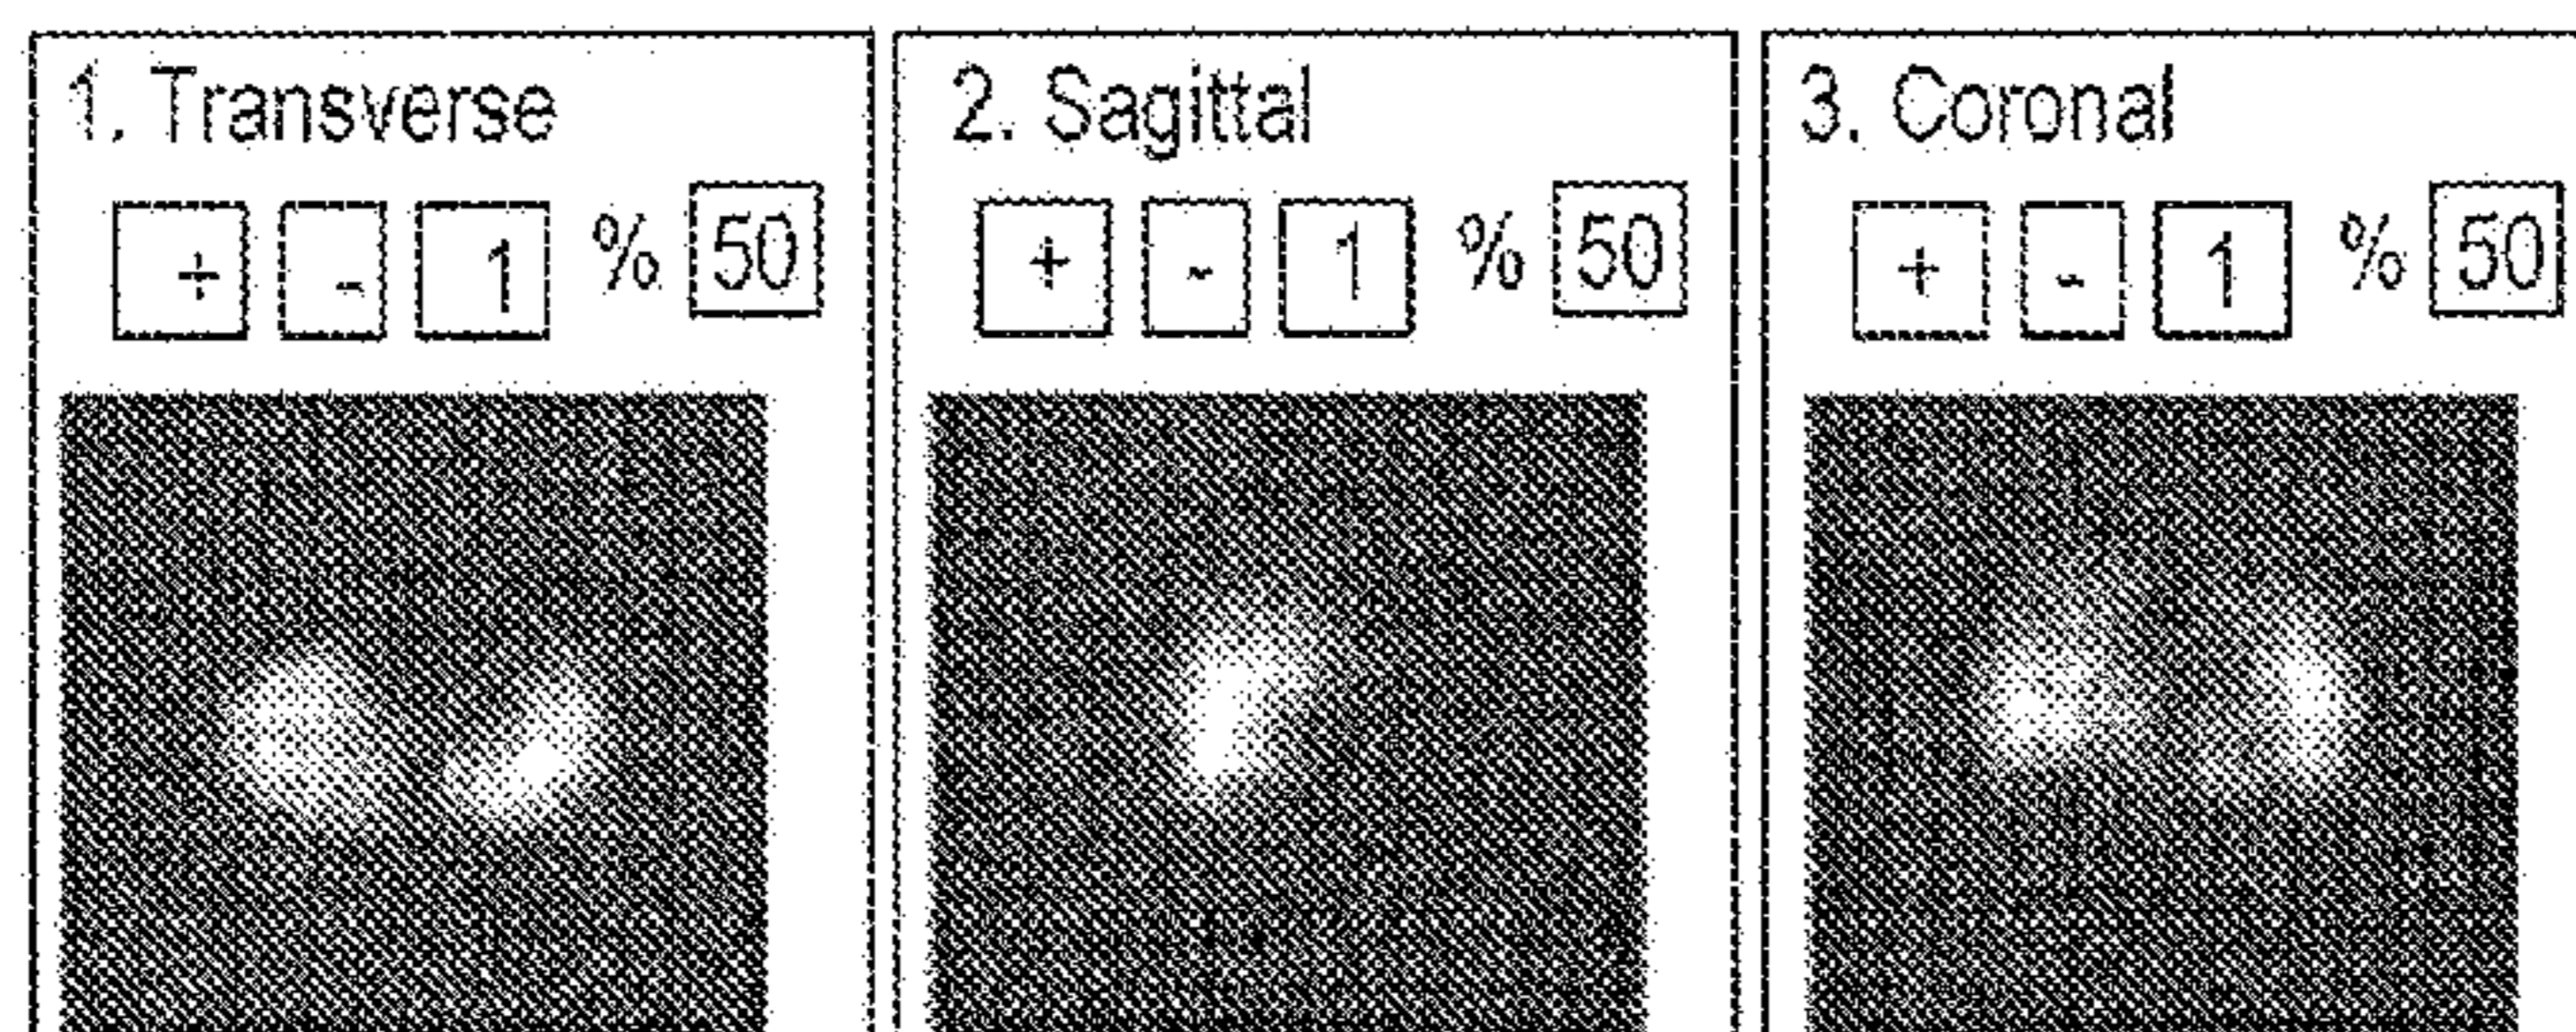 1. Transverse
+ - 1 % 50
2. Sagittal
+ - 1 % 50
3. Coronal
+ - 1 % 50